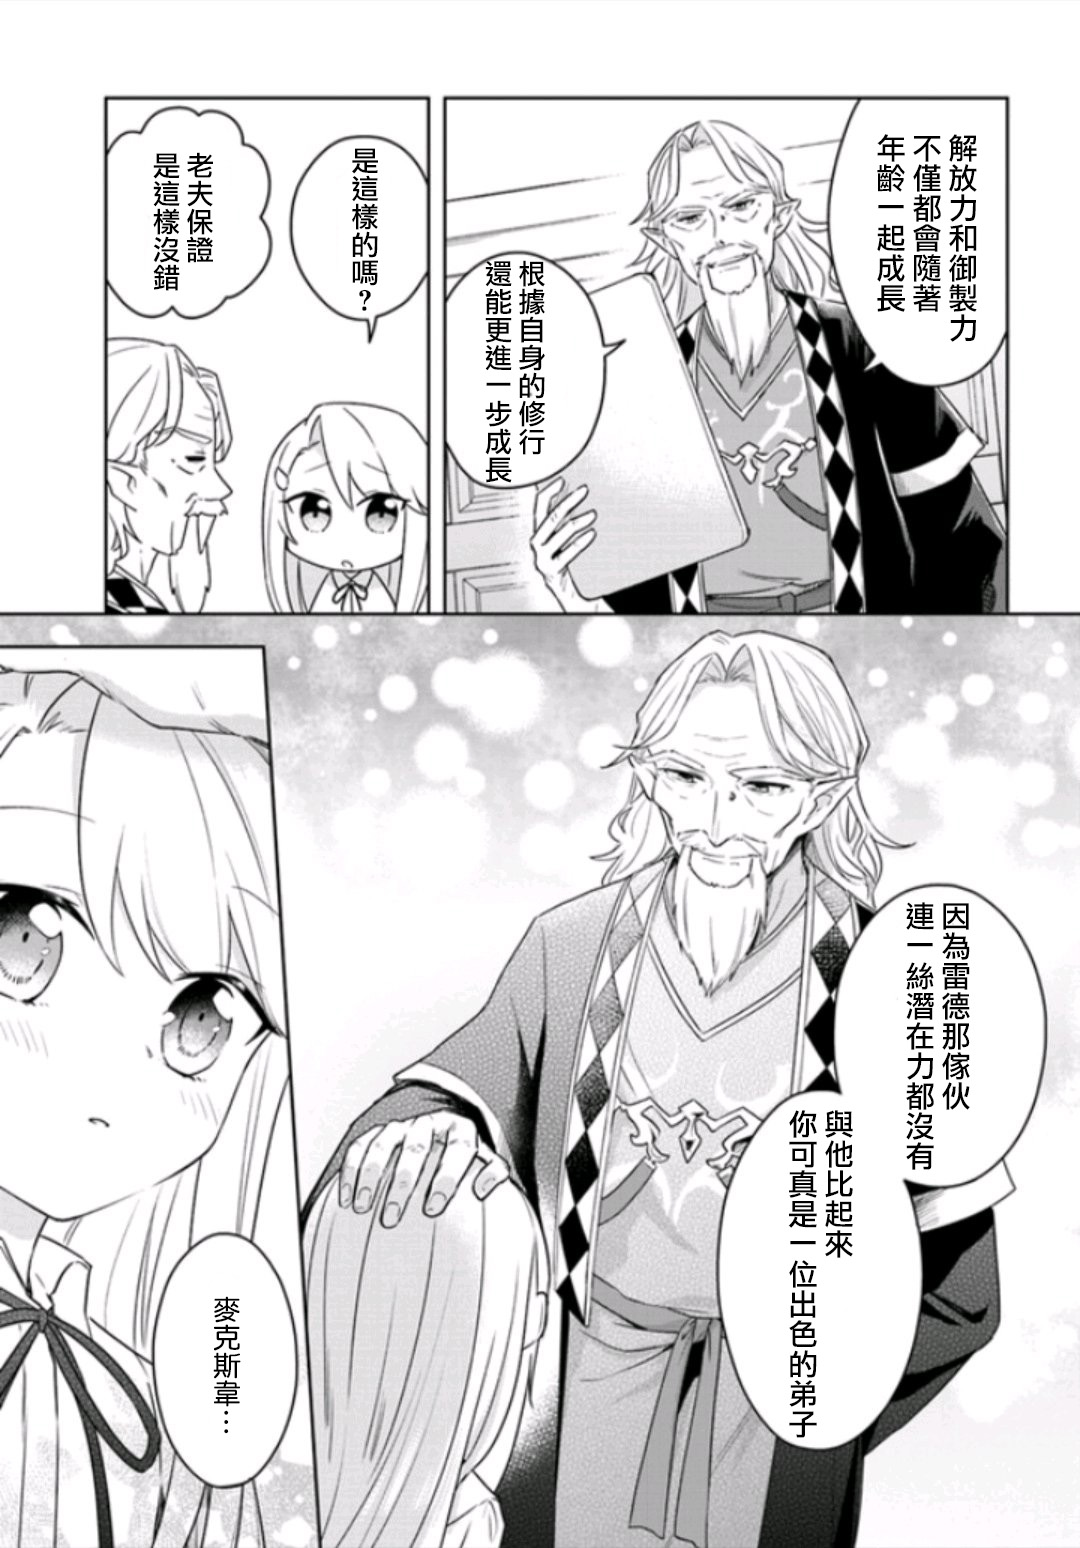 解放力和御製力
不僅都會隨著
年齡一起成長
根據自身的修行
還能更進一步成長
是這樣的嗎?
老夫保證
是這樣沒錯
因為雷德那傢伙
連一絲潛在力都沒有
與他比起來
你可真是一位出色的弟子
麥克斯韋…